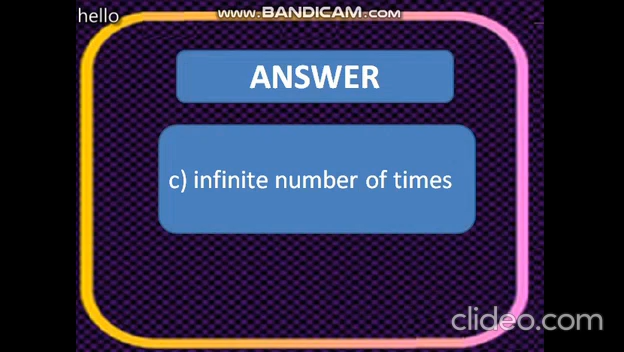 hello
www.BANDICAM.com
ANSWER
c) infinite number of times
clideo.com